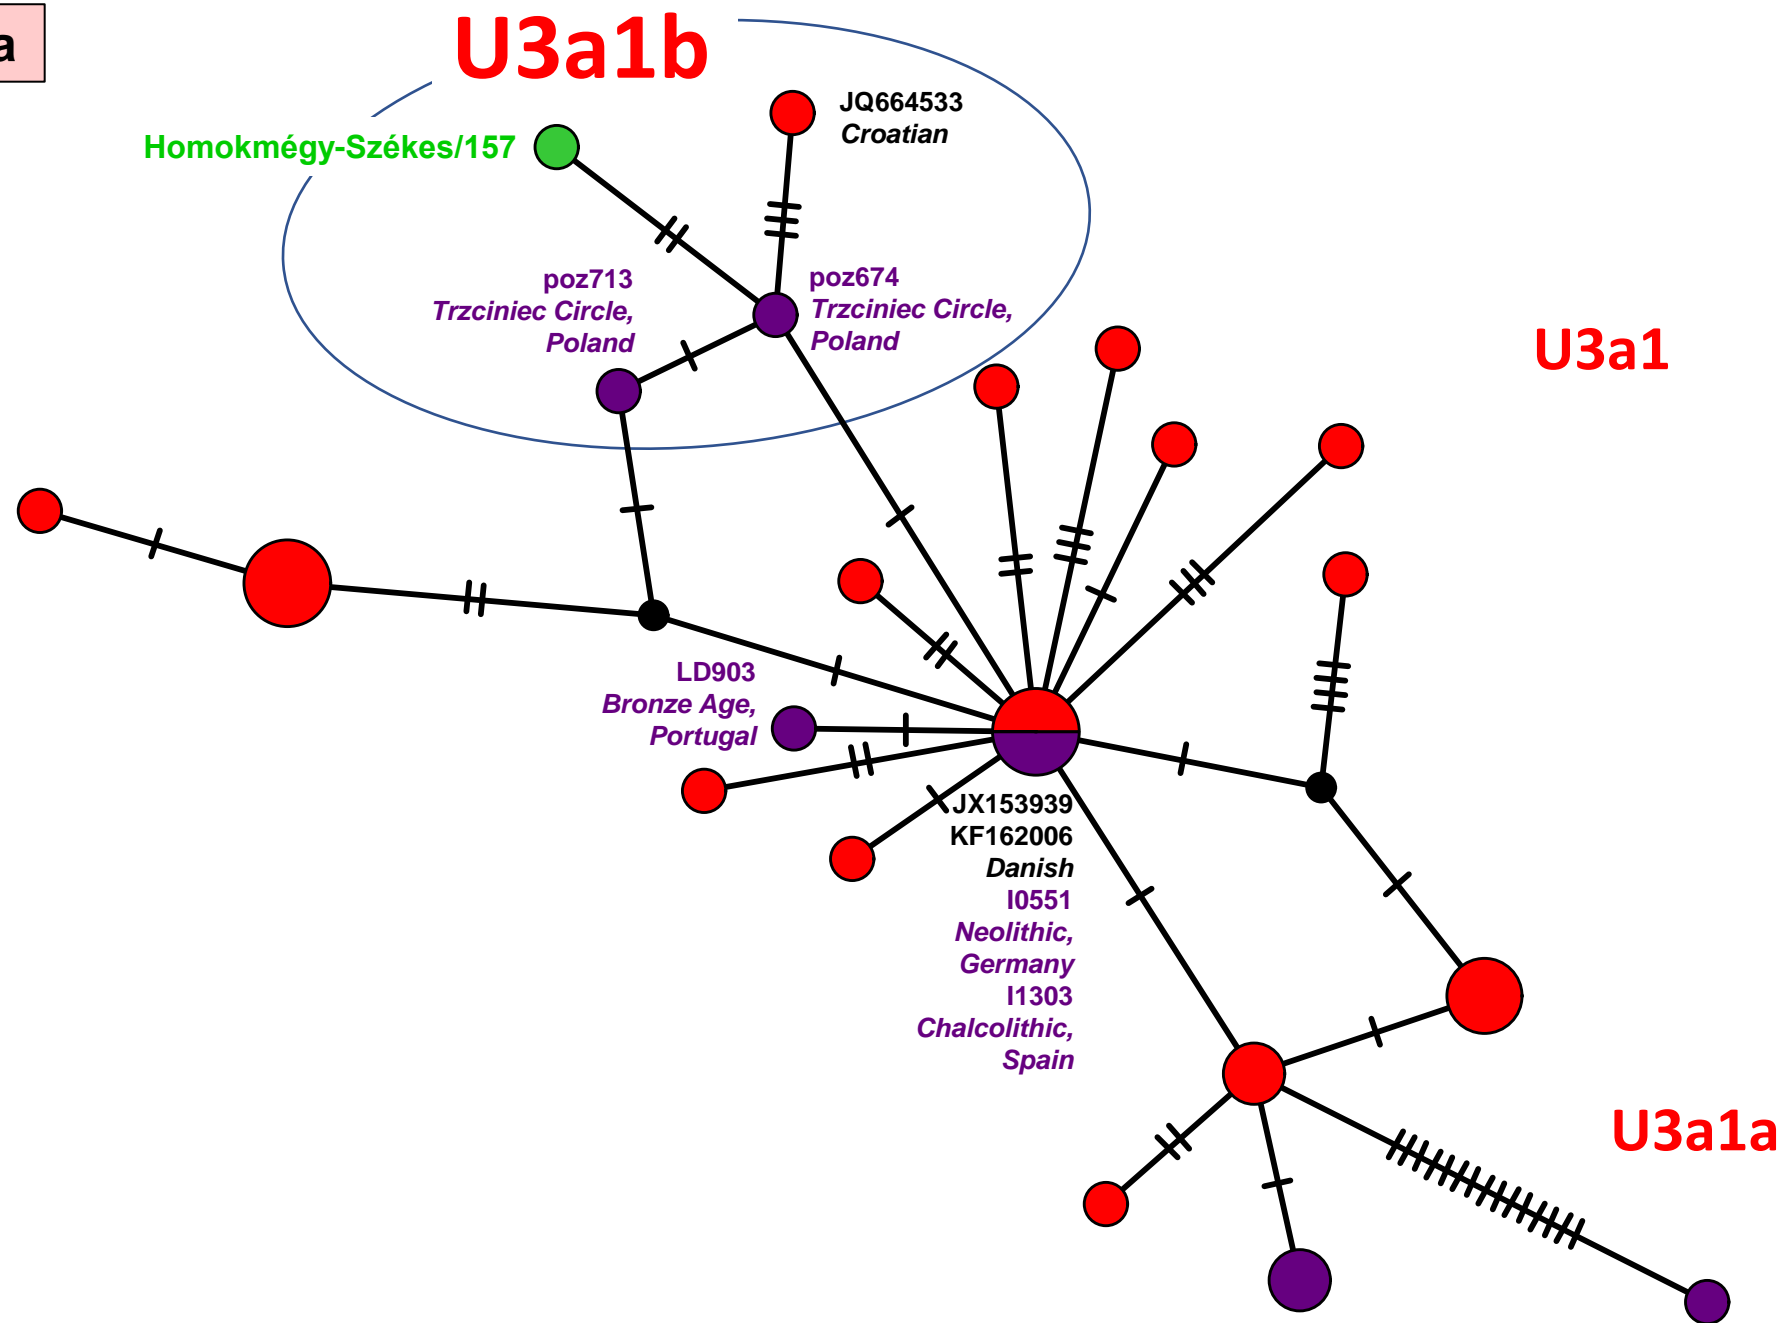 a
U3a1b
JQ664533
Croatian
Homokmégy-Székes/157
poz713
Trzciniec Circle,
Poland
poz674
Trzciniec Circle,
Poland
U3a1
LD903
Bronze Age,
Portugal
JX153939
KF162006
Danish
I0551
Neolithic,
Germany
I1303
Chalcolithic,
Spain
U3a1a